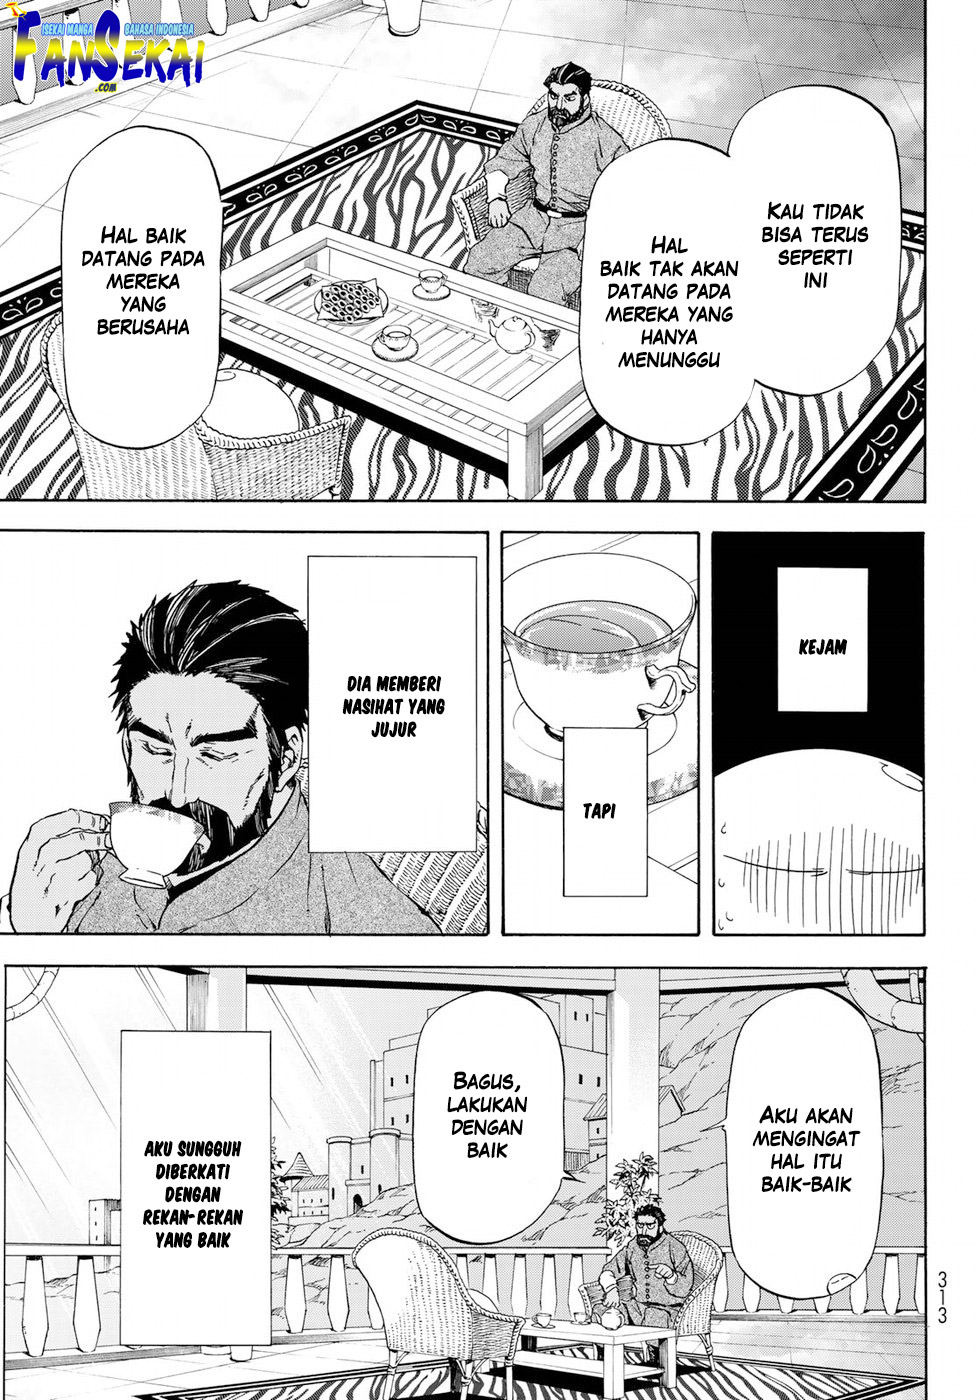 ISEKAI MANGA BAHASA INDONESIA
FANSEKAI
.COM
KAU TIDAK
BISA TERUS
SEPERTI
INI
HAL
BAIK TAK AKAN
DATANG PADA
MEREKA YANG
HANYA
MENUNGGU
HAL BAIK
DATANG PADA
MEREKA
YANG
BERUSAHA
KEJAM
TAPI
DIA MEMBERI
NASIHAT YANG
JUJUR
AKU AKAN
MENGINGAT
HAL ITU
BAIK-BAIK
BAGUS,
LAKUKAN
DENGAN
BAIK
AKU SUNGGUH
DIBERKATI
DENGAN
REKAN-REKAN
YANG BAIK
313